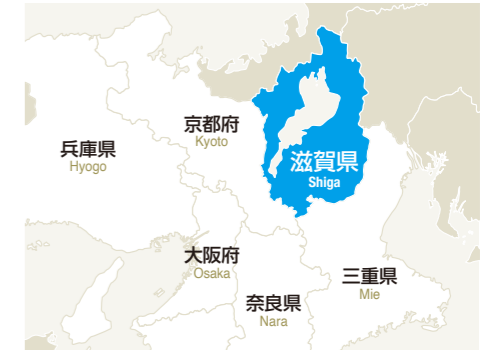 京都府
Kyoto
兵庫県
Hyogo
滋賀県
Shiga
大阪府
Osaka
三重県
Mie
奈良県
Nara